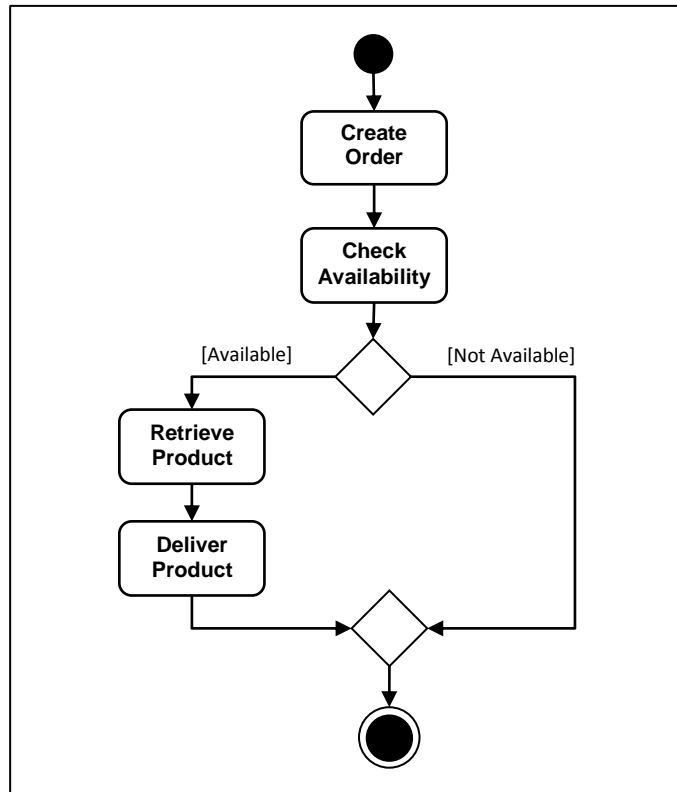 Create
Order
Check
Availability
[Available]
[Not Available]
Retrieve
Product
Deliver
Product